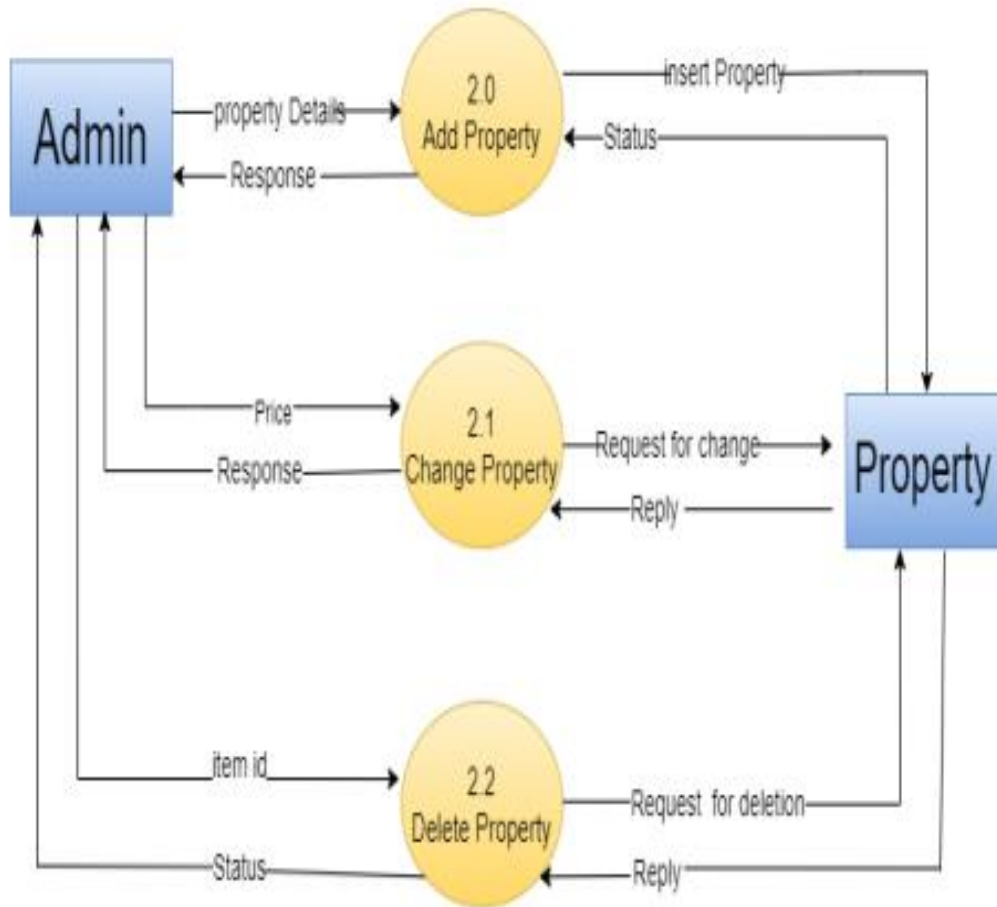 insert Property
2.0
Add Property
Admin
property Details
Status
Response
Price
2.1
Change Property
Request for change
Response
Property
Reply
item id
2.2
Delete Property
Request for deletion
Status
Reply